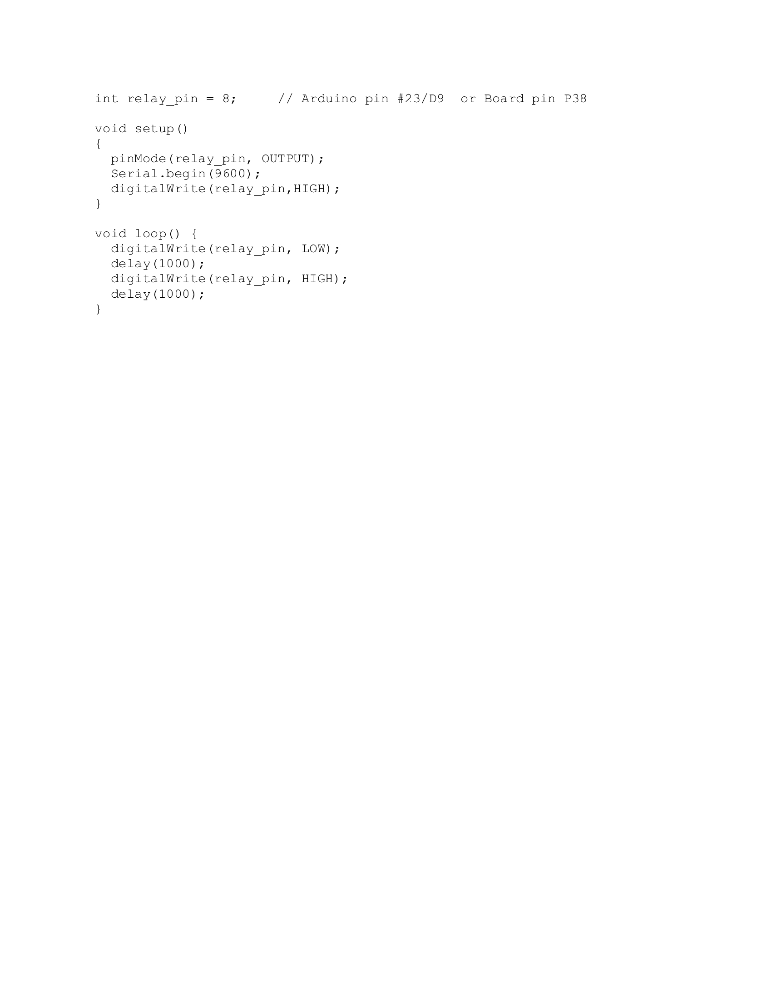 int relay_pin = 8;     // Arduino pin #23/D9  or Board pin P38
void setup()
{
  pinMode(relay_pin, OUTPUT);
  Serial.begin(9600);
  digitalWrite(relay_pin,HIGH);
}
void loop() {
  digitalWrite(relay_pin, LOW);
  delay(1000);
  digitalWrite(relay_pin, HIGH);
  delay(1000);
}